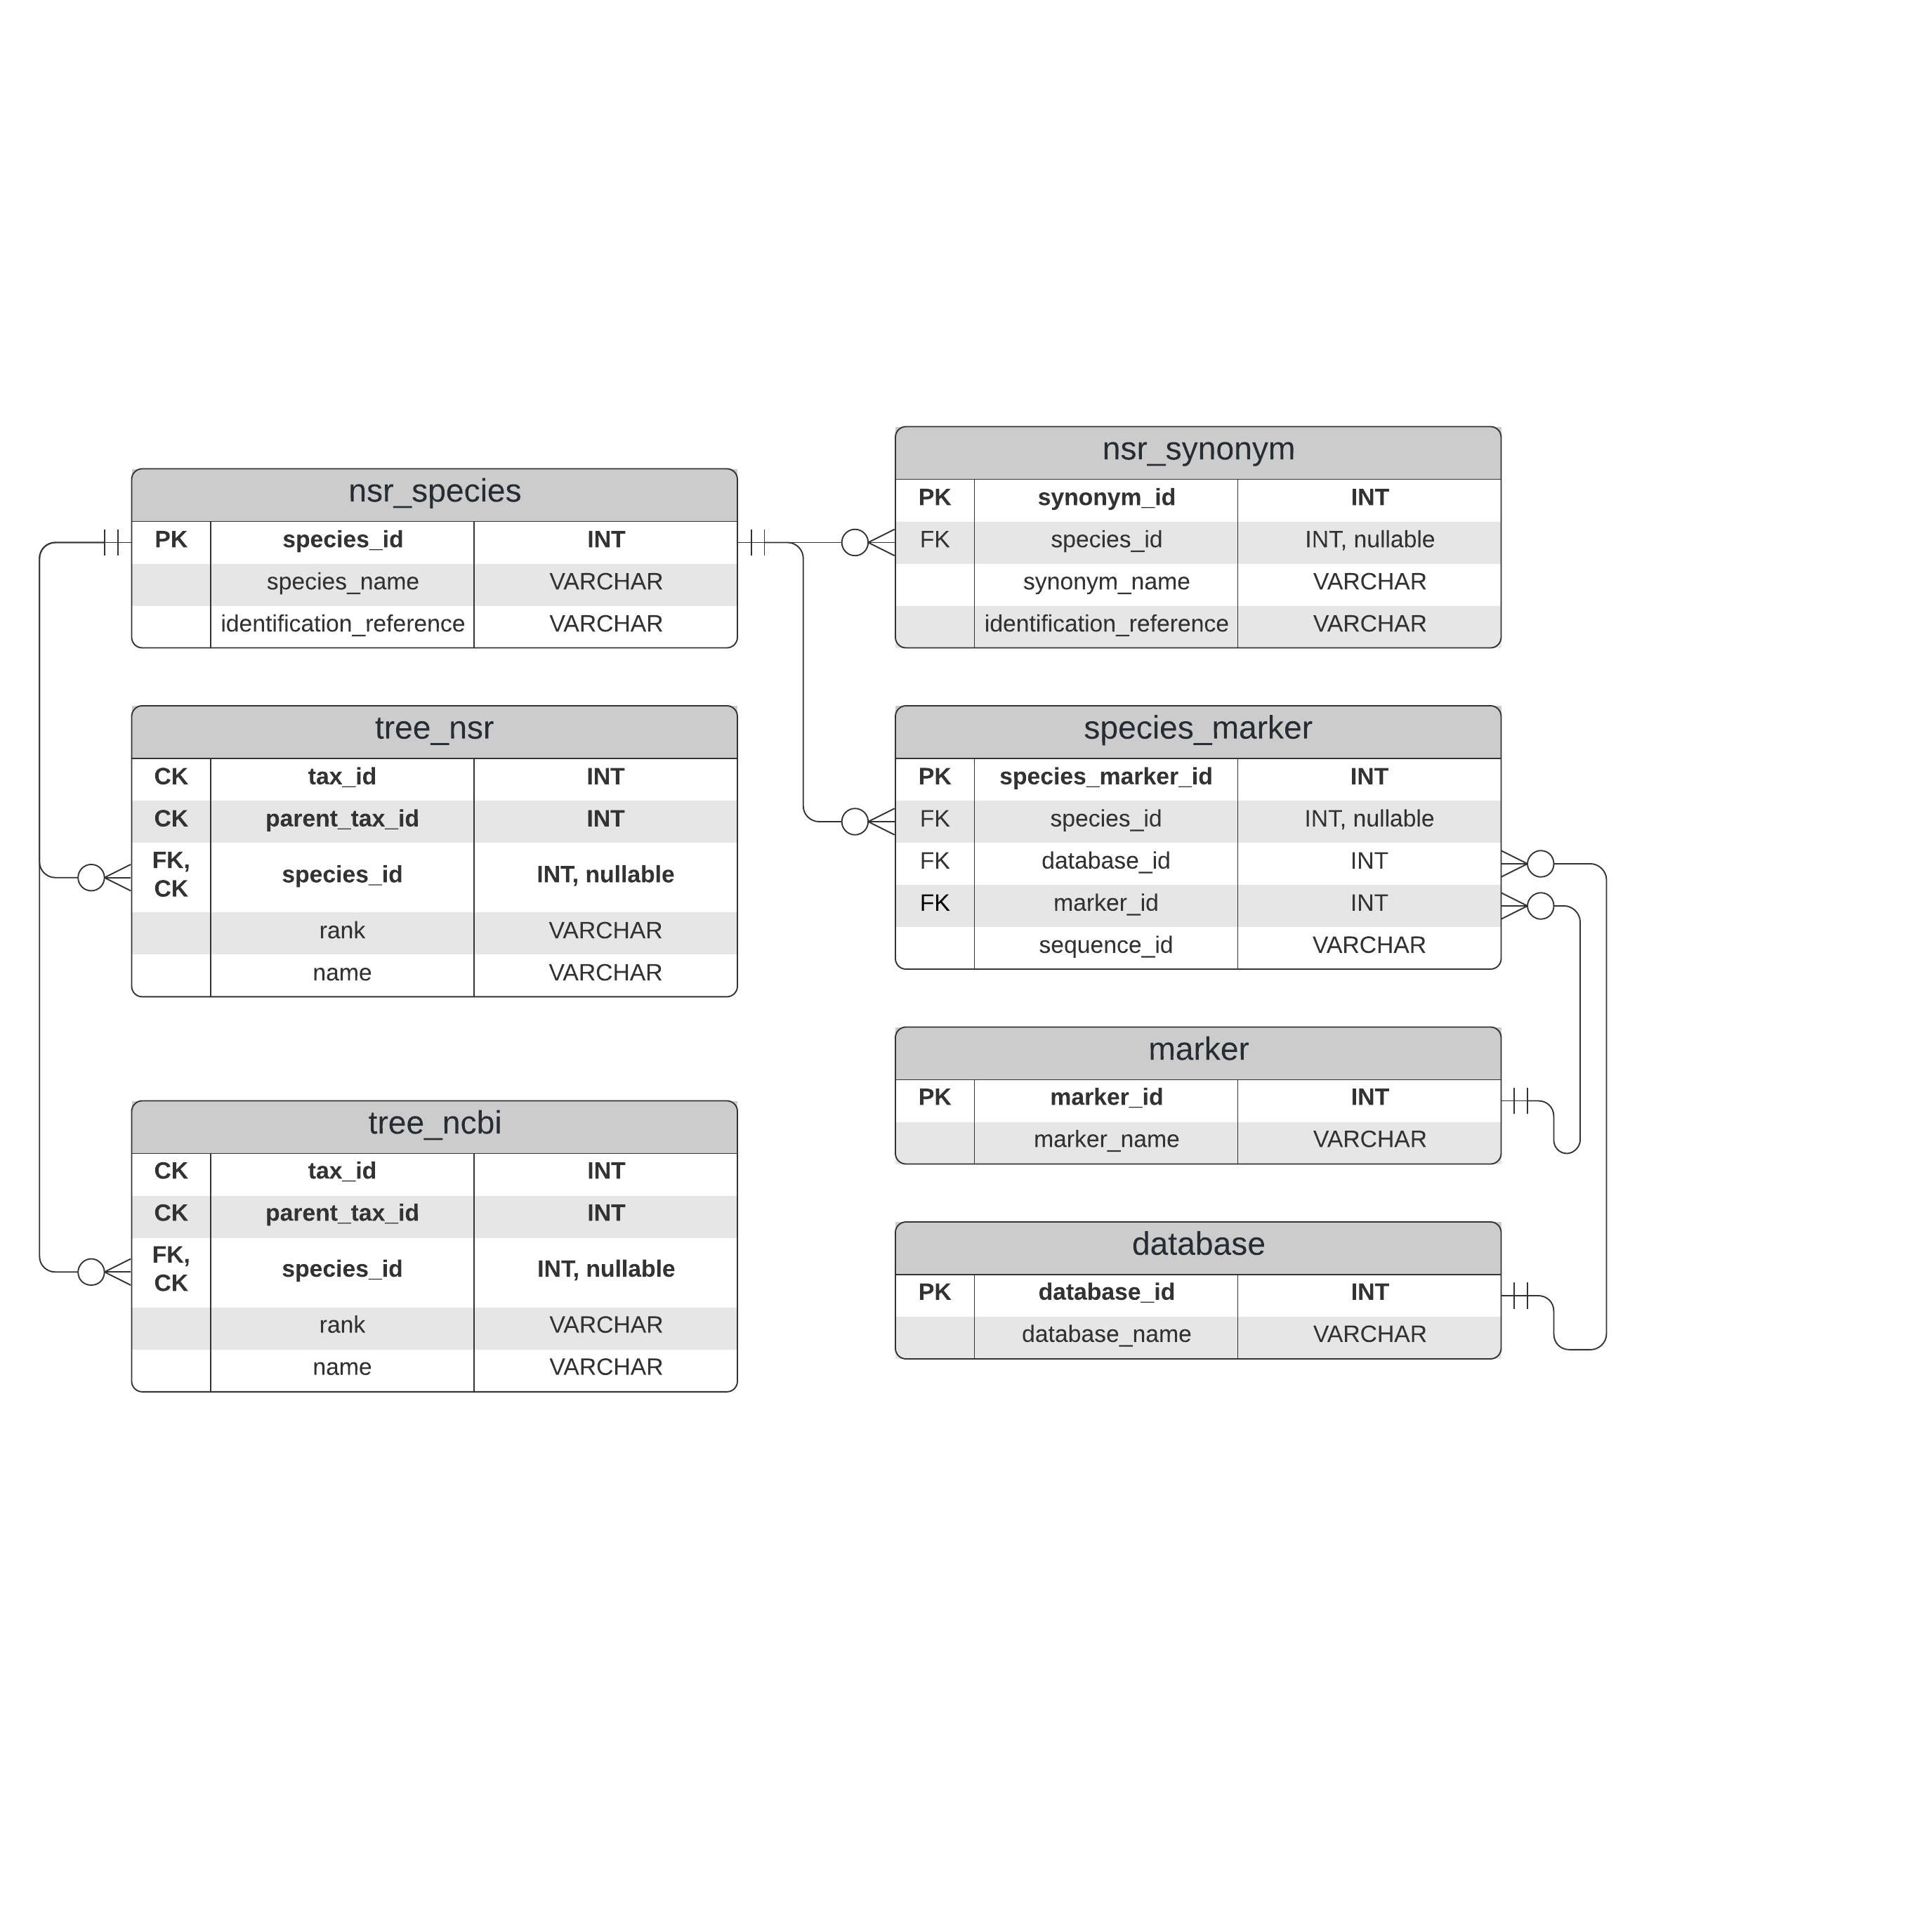 nsr_species
PK species_id INT
species_name VARCHAR
identification_reference VARCHAR
tree_nsr
CK tax_id INT
CK parent_tax_id INT
FK,
CK species_id INT, nullable
rank VARCHAR
name VARCHAR
tree_ncbi
CK tax_id INT
CK parent_tax_id INT
FK,
CK species_id INT, nullable
rank VARCHAR
name VARCHAR
nsr_synonym
PK synonym_id INT
FK species_id INT, nullable
synonym_name VARCHAR
identification_reference VARCHAR
species_marker
PK species_marker_id INT
FK species_id INT, nullable
FK database_id INT
FK marker_id INT
sequence_id VARCHAR
marker
PK marker_id INT
marker_name VARCHAR
database
PK database_id INT
database_name VARCHAR